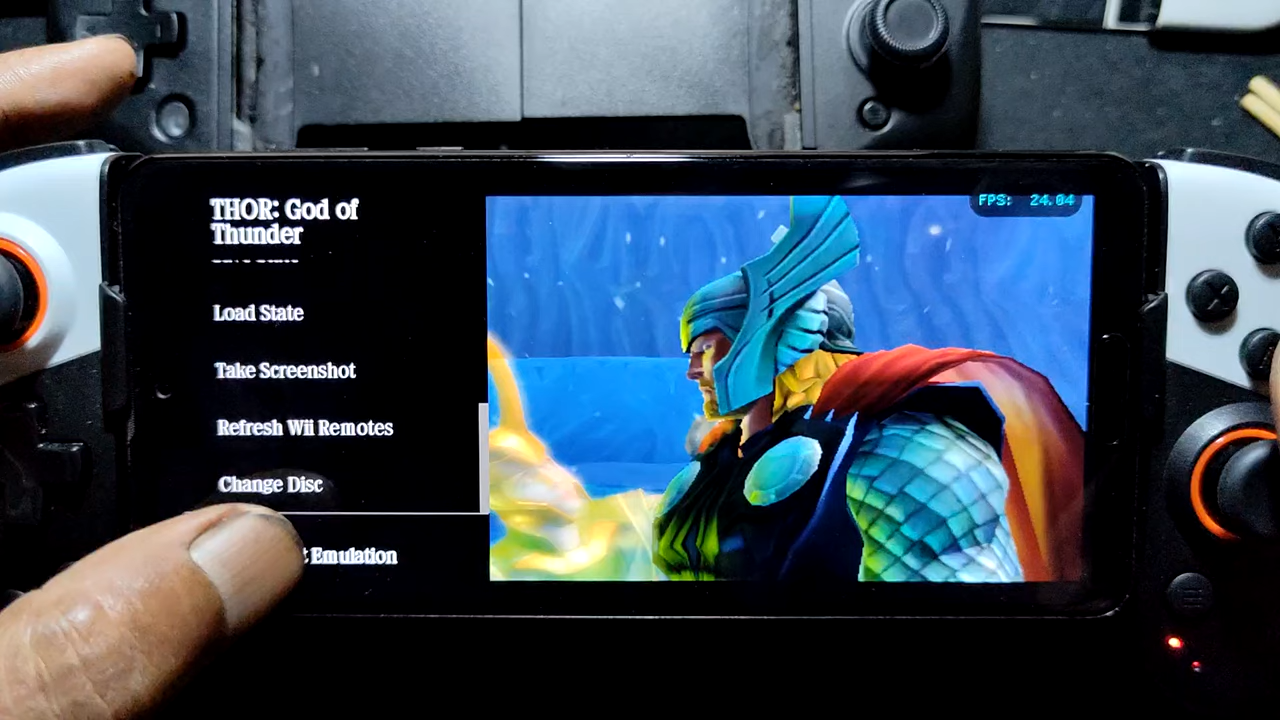 THOR: God of
Thunder
FPS: 24.04
Load State
Take Screenshot
Refresh Wii Remotes
Change Disc
Emulation